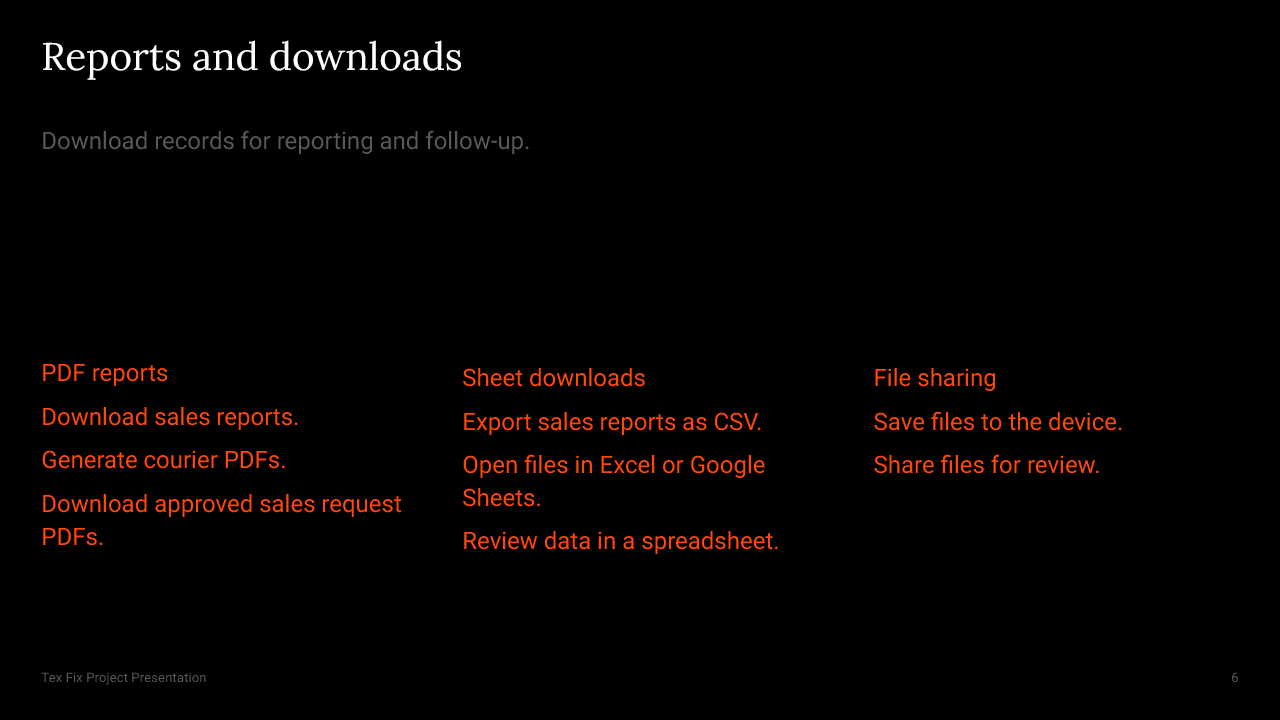 Reports and downloads
Download records for reporting and follow-up.
PDF reports
Download sales reports.
Generate courier PDFs.
Download approved sales request
PDFs.
Sheet downloads
Export sales reports as CSV.
Open files in Excel or Google
Sheets.
Review data in a spreadsheet.
File sharing
Save files to the device.
Share files for review.
Tex Fix Project Presentation
6